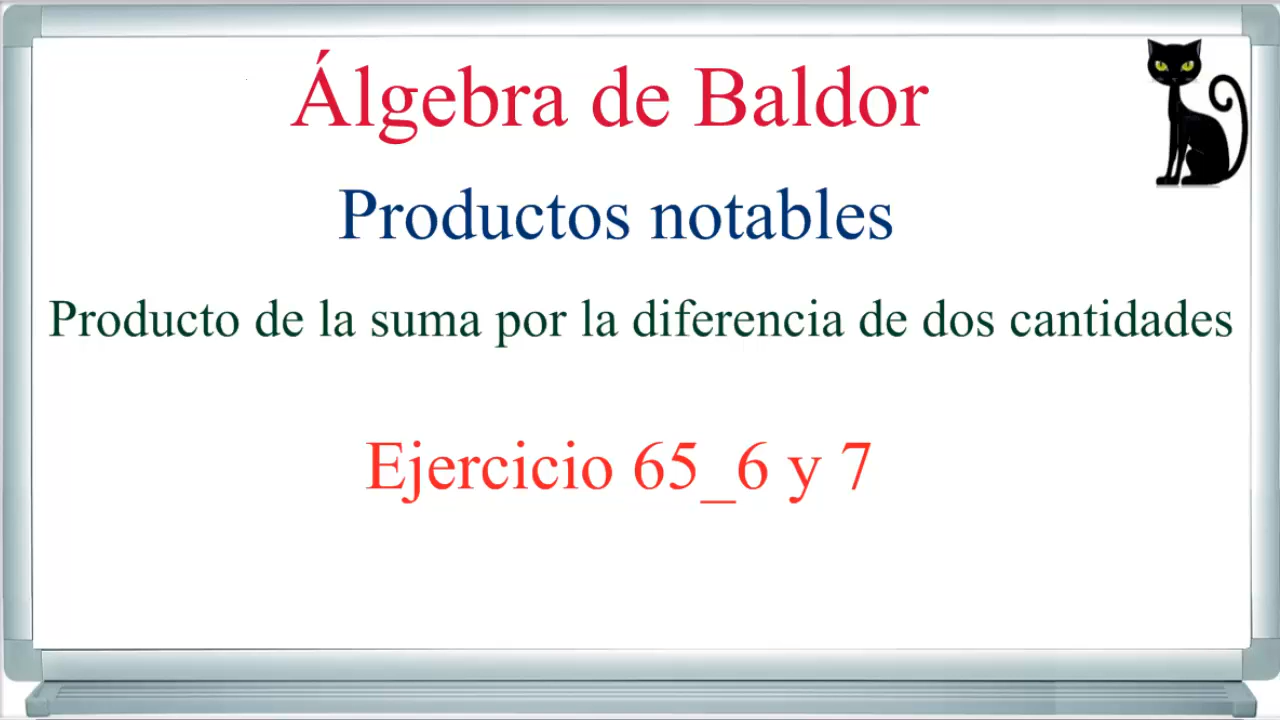 Álgebra de Baldor
Productos notables
Producto de la suma por la diferencia de dos cantidades
Ejercicio 65_6 y 7